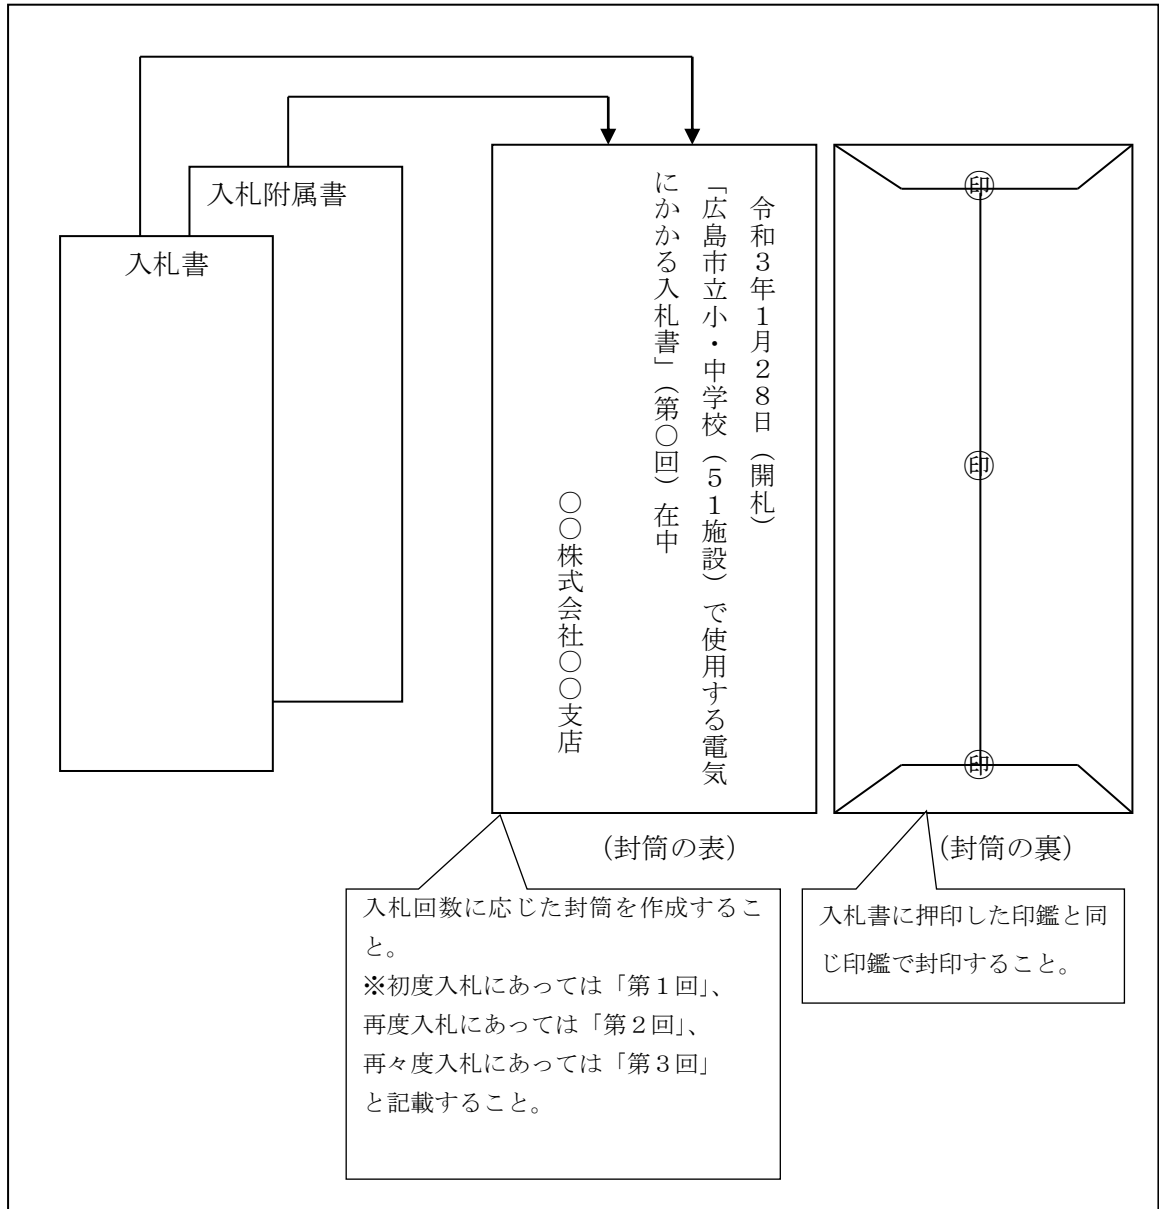 入札附属書
入札書
令和３年１月２８日（開札）
「広島市立小・中学校（５１施設）で使用する電気
にかかる入札書」（第〇回）在中
〇〇株式会社〇〇支店
㊞
㊞
㊞
（封筒の表）
（封筒の裏）
入札回数に応じた封筒を作成するこ
と。
※初度入札にあっては「第１回」、
再度入札にあっては「第２回」、
再々度入札にあっては「第３回」
と記載すること。
入札書に押印した印鑑と同
じ印鑑で封印すること。